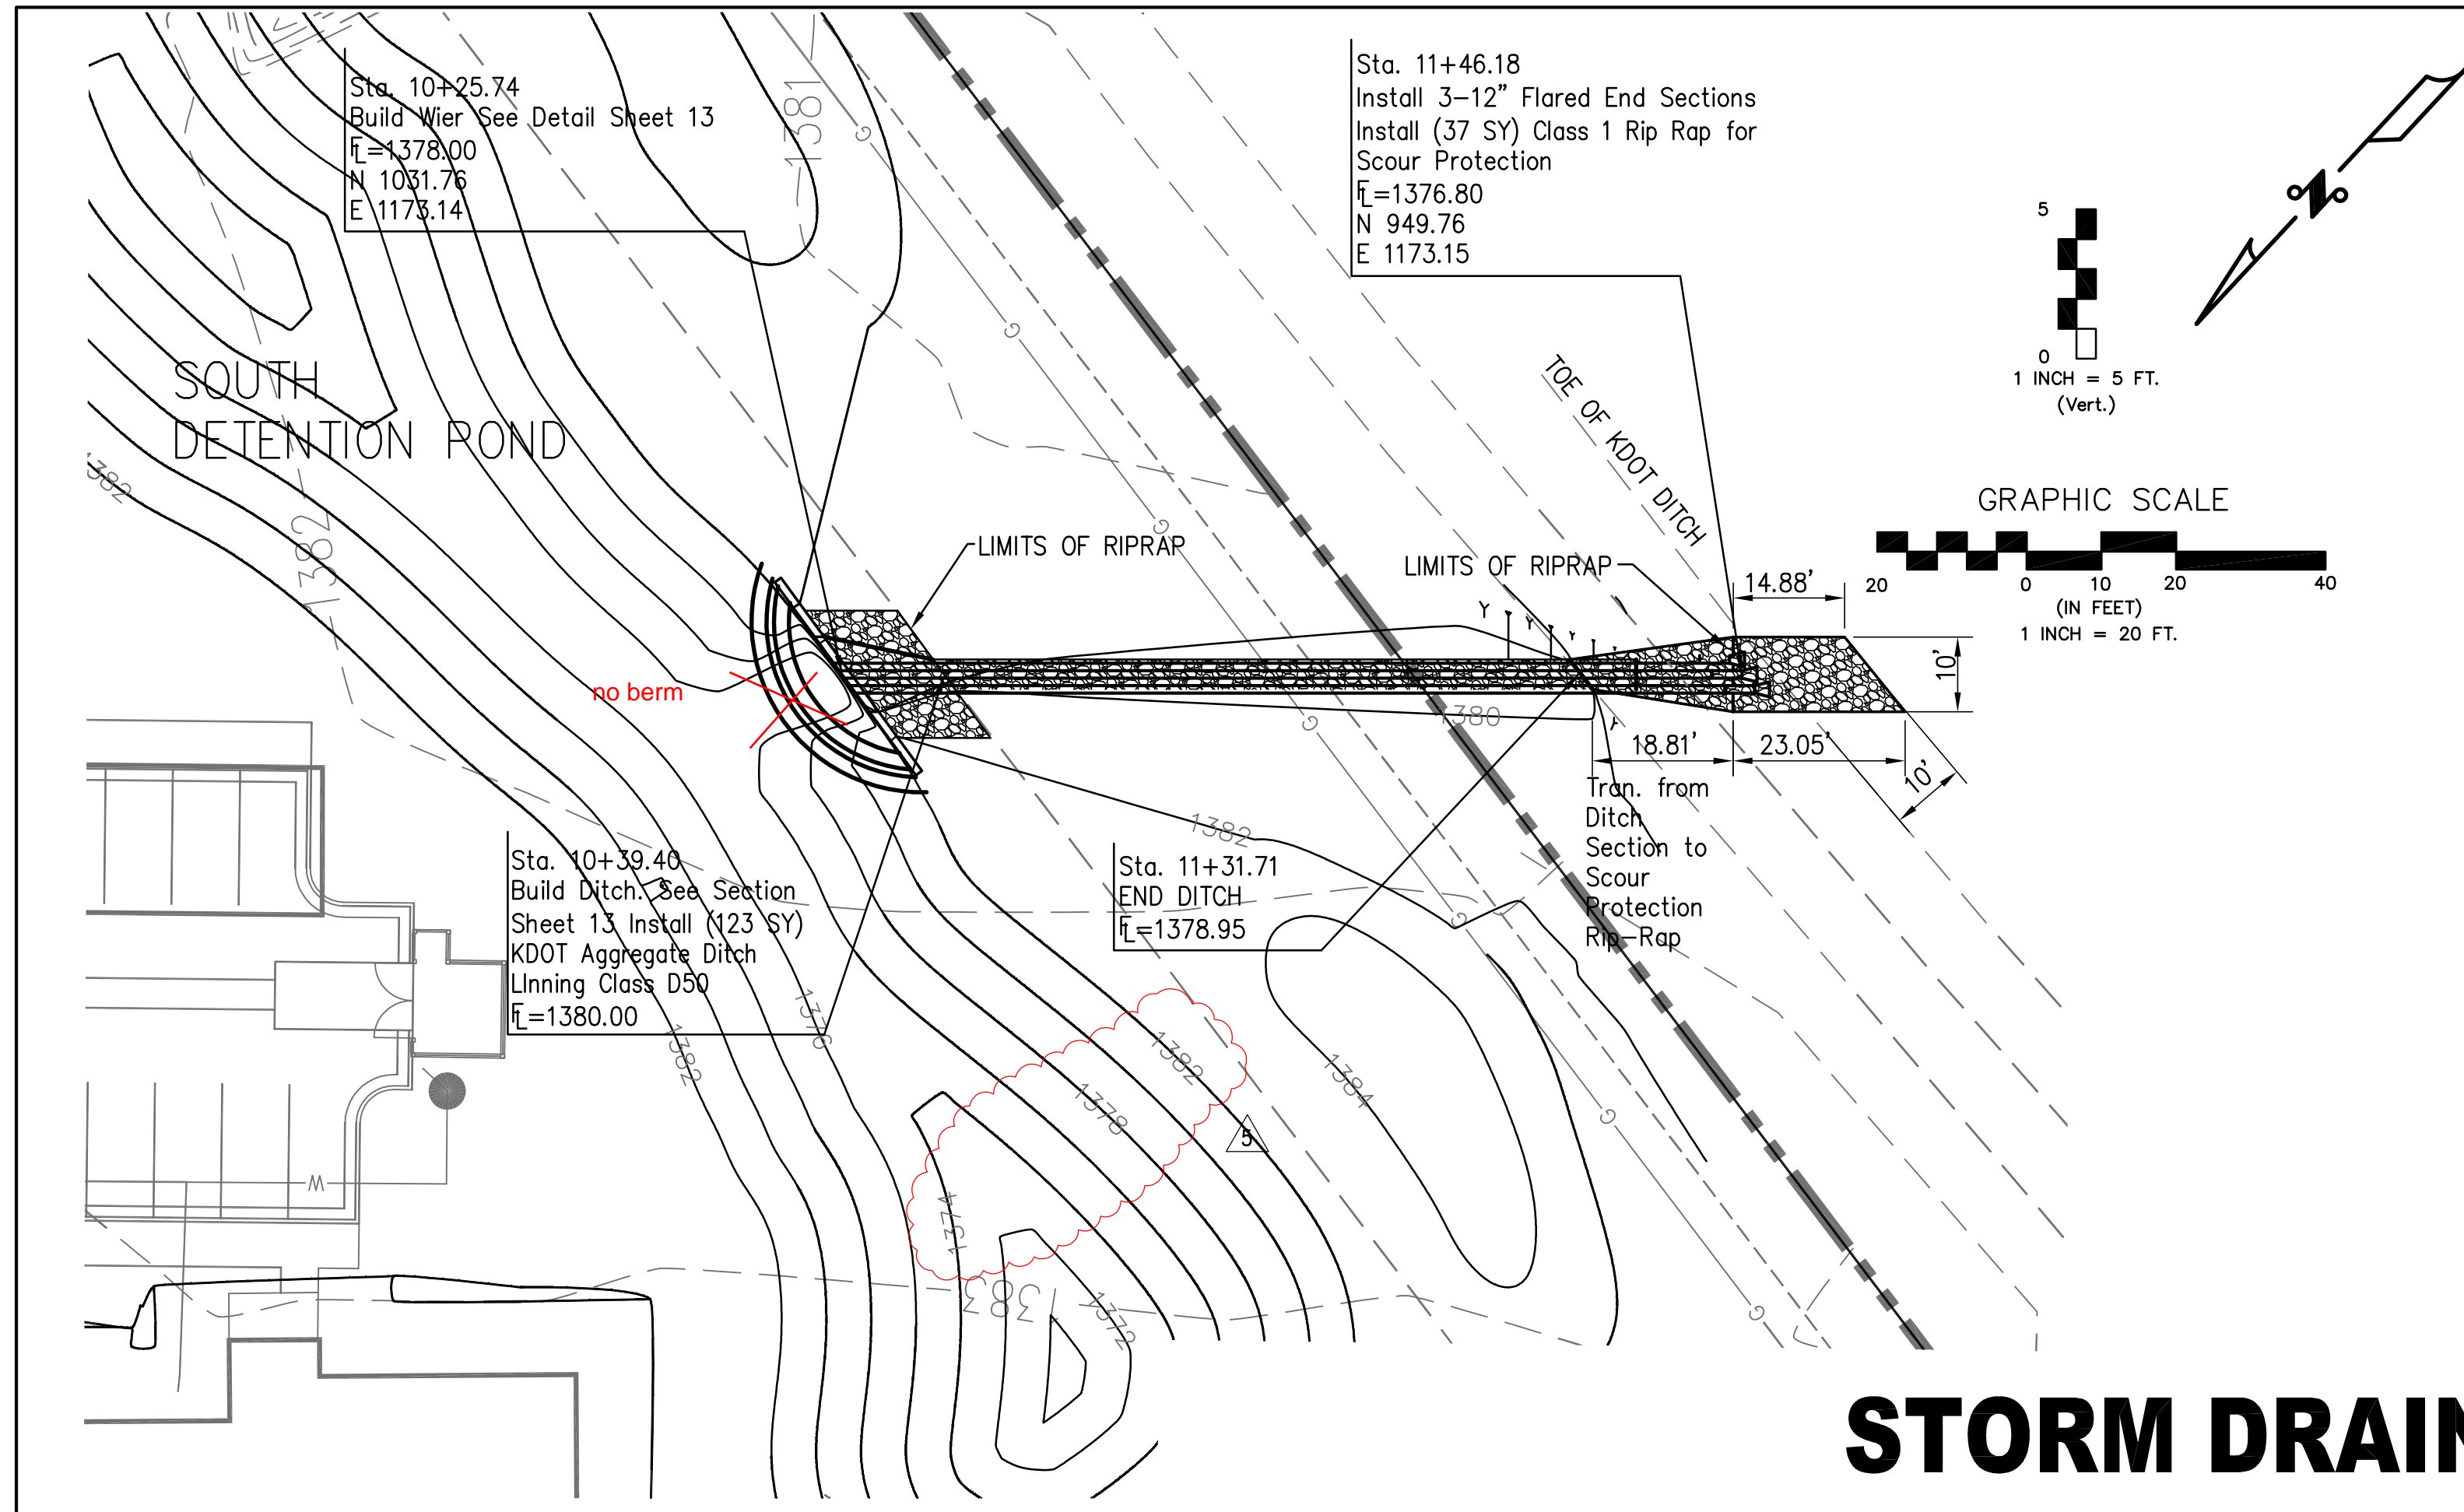 Sta. 10+25.74
Build Wier See Detail Sheet 13
FL=1378.00
N 1031.76
E 1173.14
1381
Sta. 11+46.18
Install 3-12" Flared End Sections
Install (37 SY) Class 1 Rip Rap for
Scour Protection
FL=1376.80
N 949.76
E 1173.15
N
5
0
1 INCH = 5 FT.
(Vert.)
GRAPHIC SCALE
20 0 10 20 40
(IN FEET)
1 INCH = 20 FT.
SOUTH
DETENTION POND
1382
1382
TOE OF KDOT DITCH
LIMITS OF RIPRAP
LIMITS OF RIPRAP
14.88'
10'
18.81'
23.05'
10'
G
G
G
G
G
G
G
Y
Y
Y
Y
no berm
1380
1382
Tran. from
Ditch
Section to
Scour
Protection
Rip-Rap
Sta. 10+39.40
Build Ditch. See Section
Sheet 13 Install (123 SY)
KDOT Aggregate Ditch
LInning Class D50
FL=1380.00
Sta. 11+31.71
END DITCH
FL=1378.95
1382
1378
1382
1378
1384
5
1374
W
1383
1372
STORM DRAIN